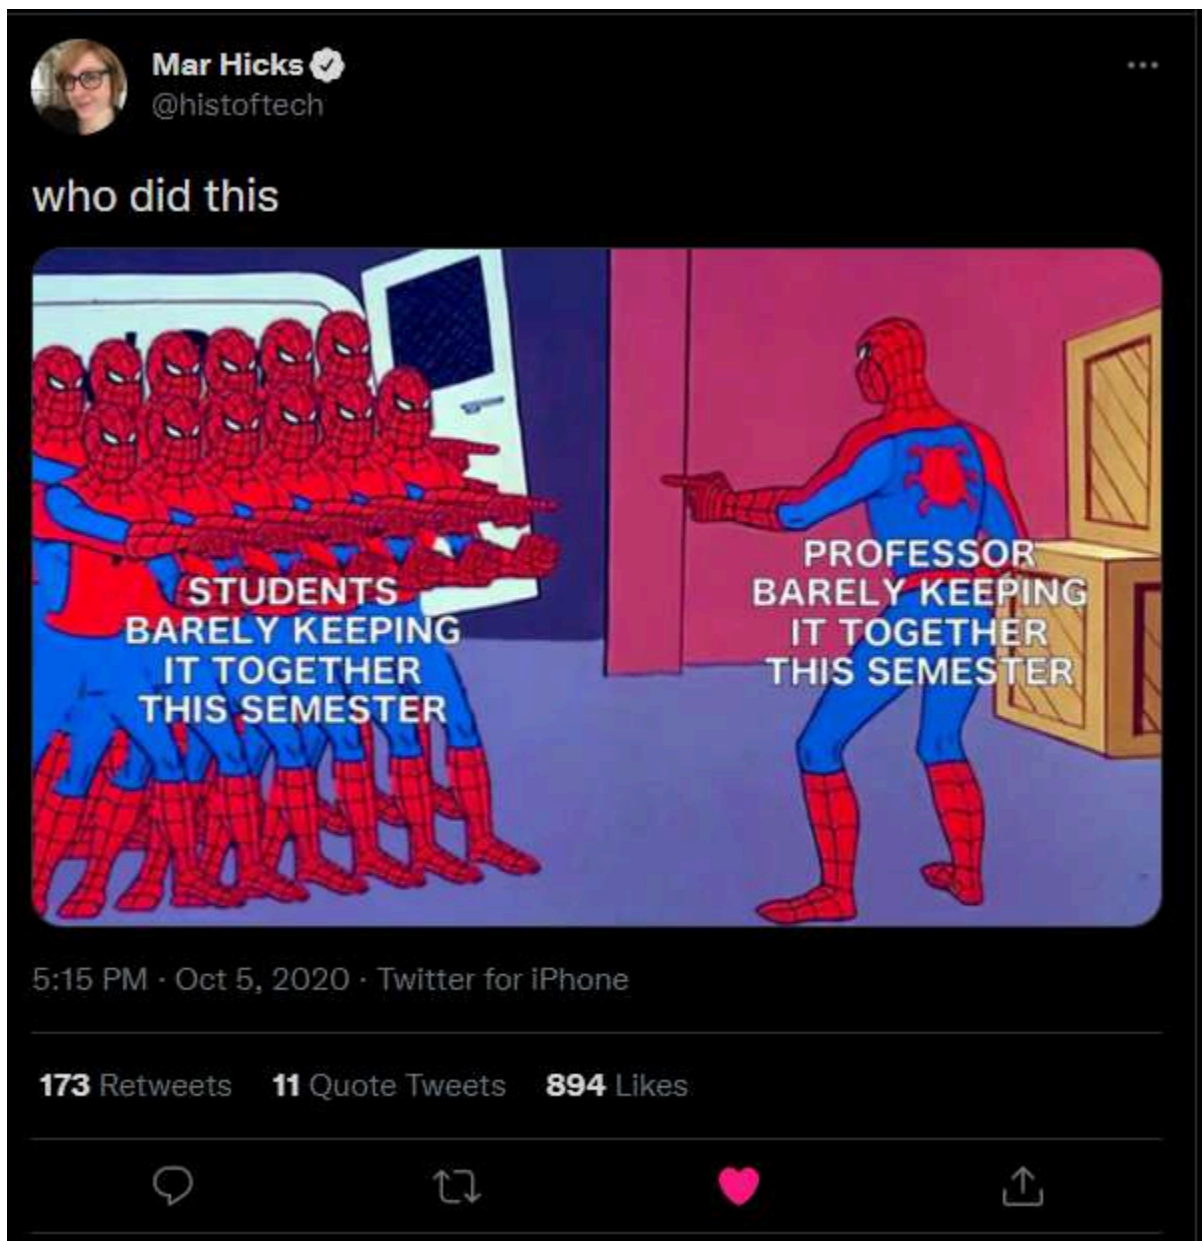 Mar Hicks
@histoftech
who did this
STUDENTS
BARELY KEEPING
IT TOGETHER
THIS SEMESTER
PROFESSOR
BARELY KEEPING
IT TOGETHER
THIS SEMESTER
5:15 PM · Oct 5, 2020 · Twitter for iPhone
173 Retweets 11 Quote Tweets 894 Likes